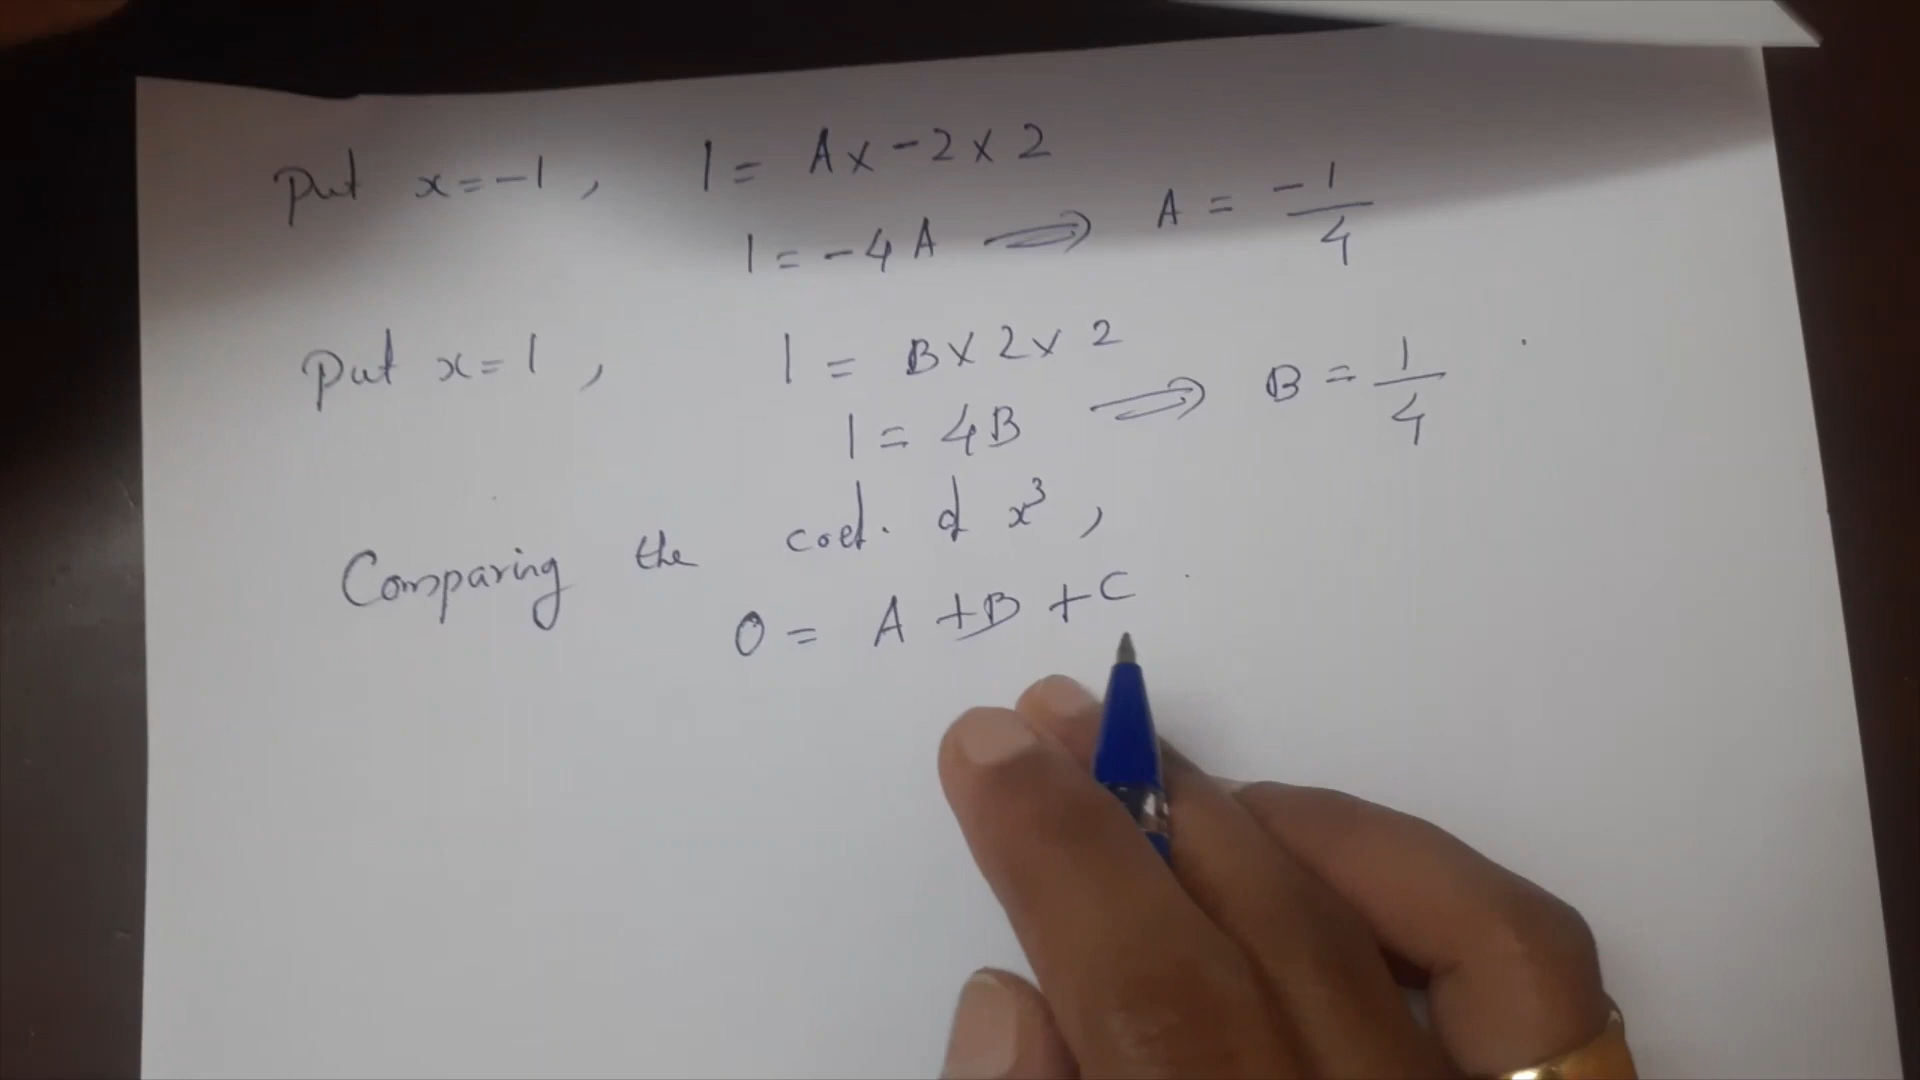 Put x=-1, 1 = A×-2×2
1 = -4A ⟹ A = -1/4
Put x=1, 1 = B×2×2
1 = 4B ⟹ B = 1/4
Comparing the coef. of x³,
0 = A+B+C